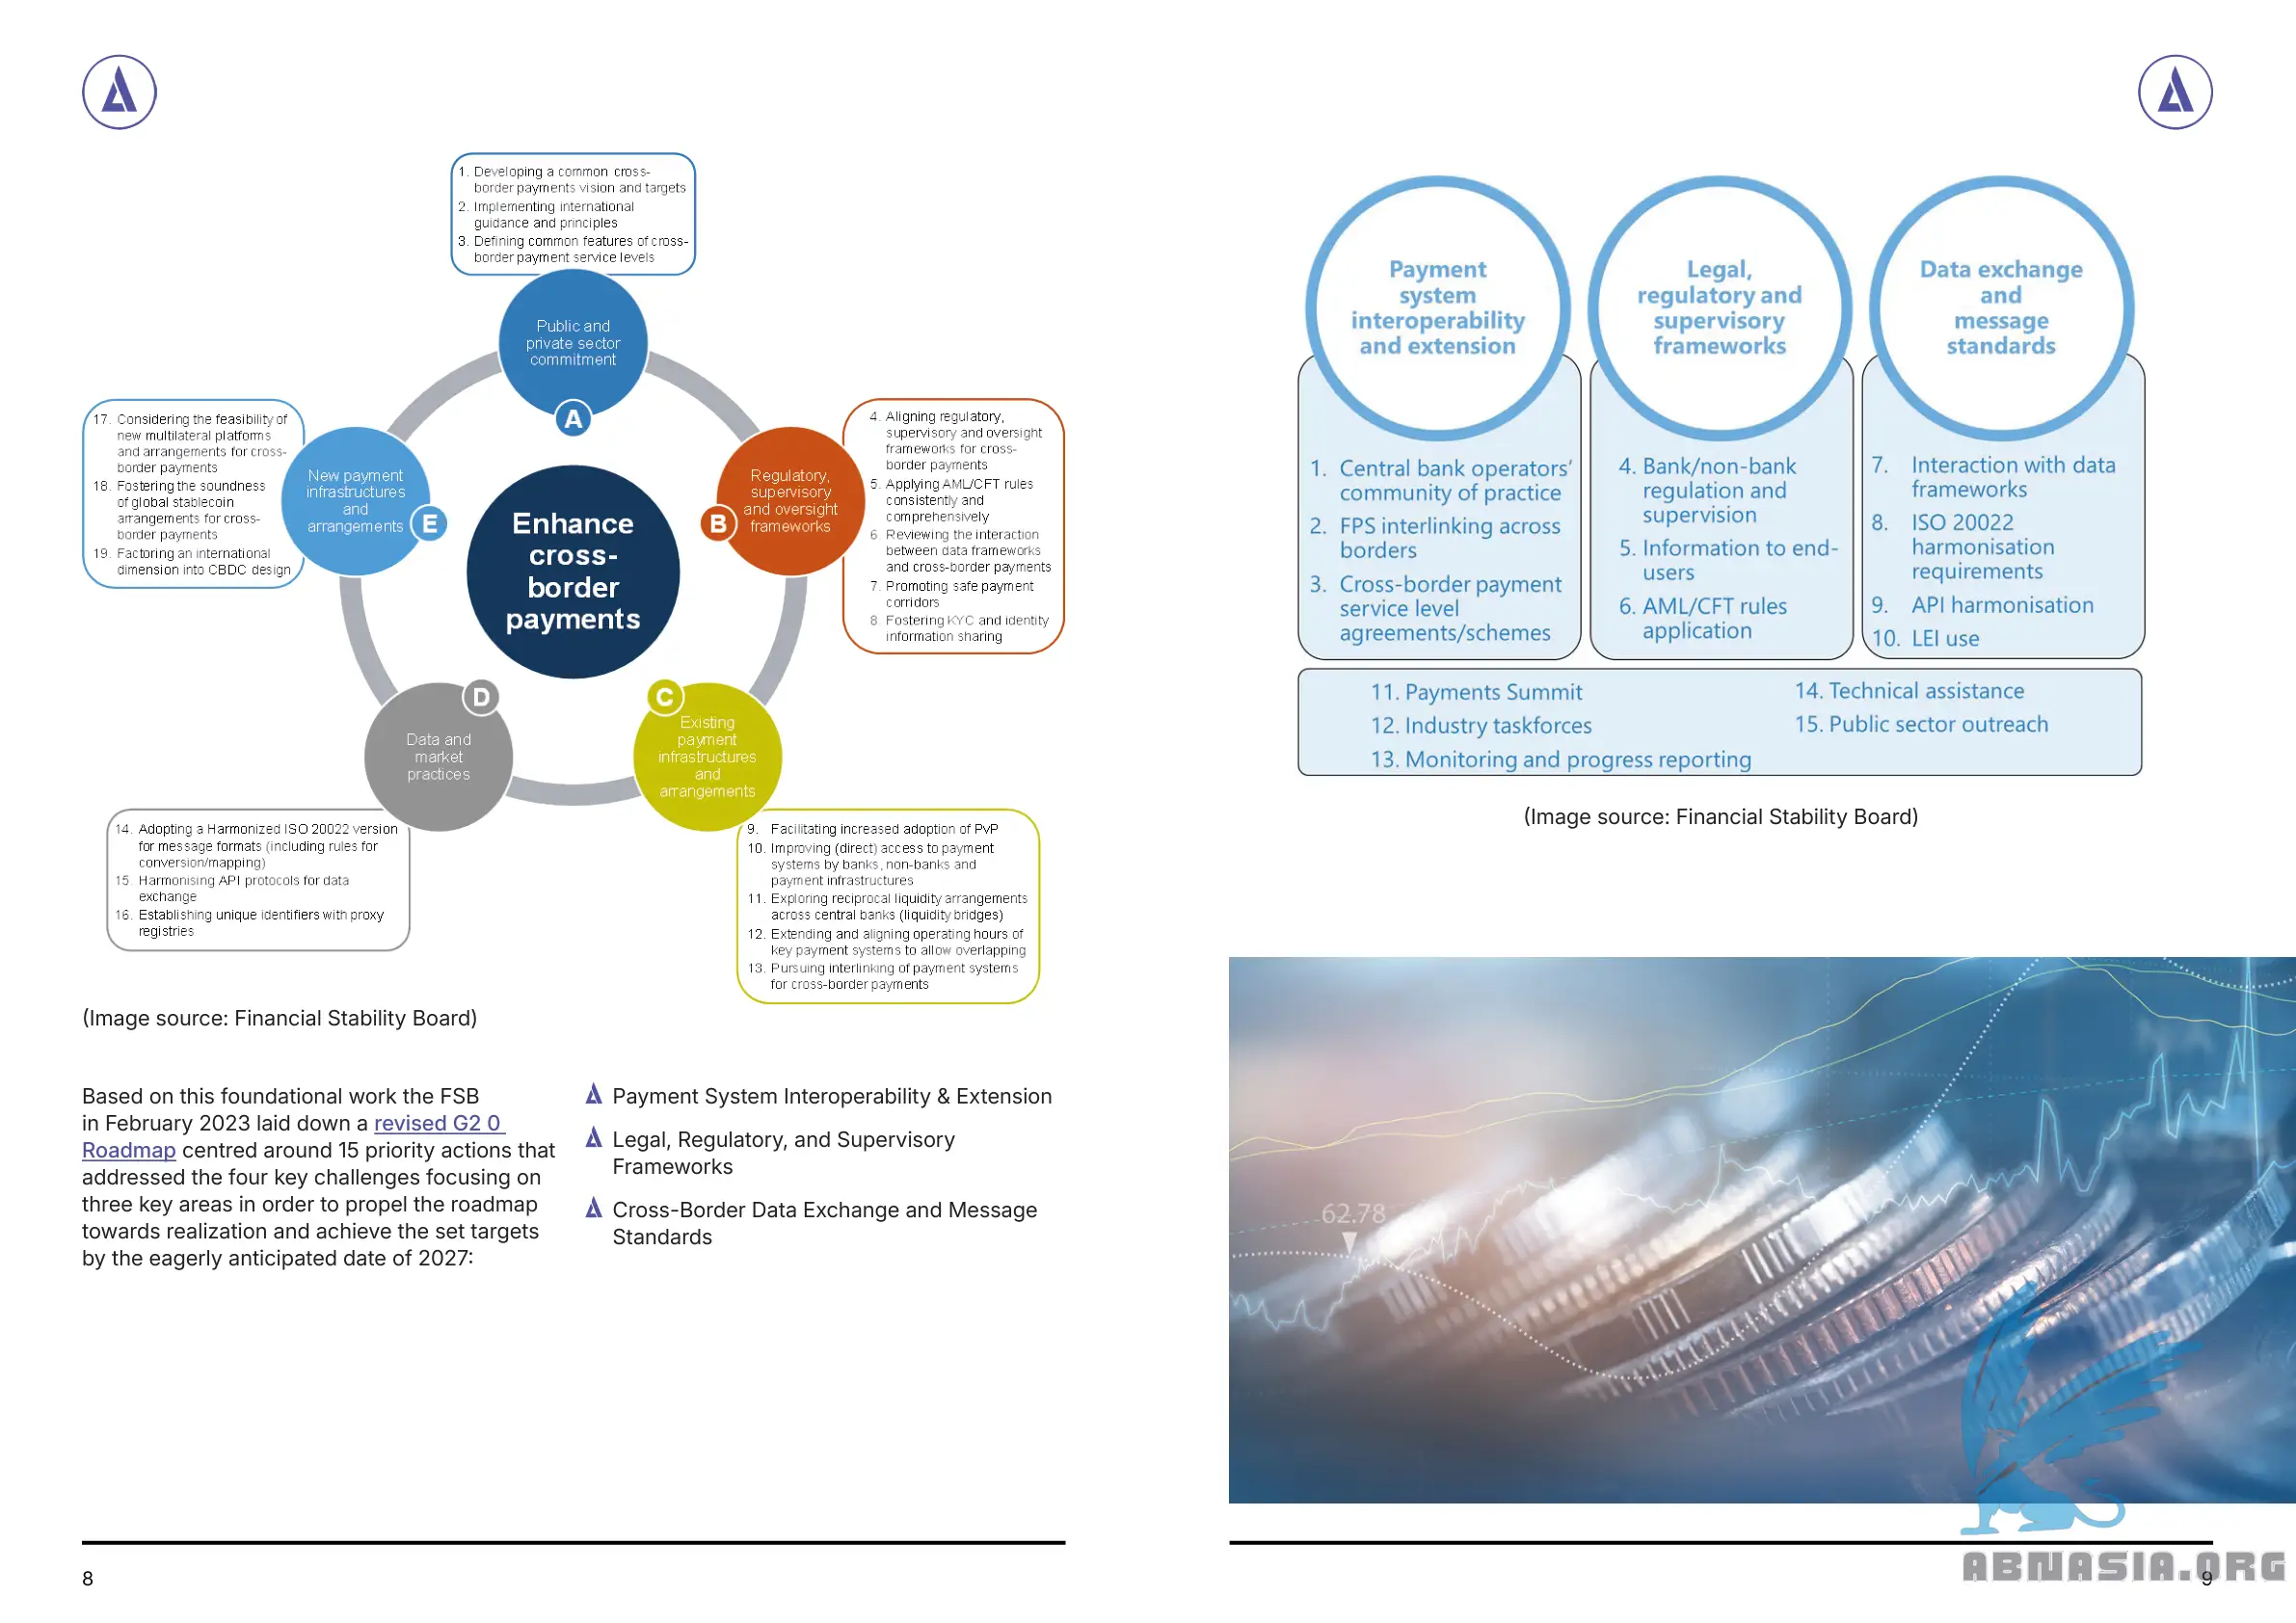 1. Developing a common cross-
border payments vision and targets
2. Implementing international
guidance and principles
3. Defining common features of cross-
border payment service levels
Public and
private sector
commitment
A
17. Considering the feasibility of
new multilateral platforms
and arrangements for cross-
border payments
18. Fostering the soundness
of global stablecoin
arrangements for cross-
border payments
19. Factoring an international
dimension into CBDC design
New payment
infrastructures
and
arrangements
E
Enhance
cross-
border
payments
B
Regulatory,
supervisory
and oversight
frameworks
4. Aligning regulatory,
supervisory and oversight
frameworks for cross-
border payments
5. Applying AML/CFT rules
consistently and
comprehensively
6 Reviewing the interaction
between data frameworks
and cross-border payments
7. Promoting safe payment
corridors
8. Fostering KYC and identity
information sharing
D
Data and
market
practices
C
Existing
payment
infrastructures
and
arrangements
14. Adopting a Harmonized ISO 20022 version
for message formats (including rules for
conversion/mapping)
15. Harmonising API protocols for data
exchange
16. Establishing unique identifiers with proxy
registries
9. Facilitating increased adoption of PvP
10. Improving (direct) access to payment
systems by banks, non-banks and
payment infrastructures
11. Exploring reciprocal liquidity arrangements
across central banks (liquidity bridges)
12. Extending and aligning operating hours of
key payment systems to allow overlapping
13. Pursuing interlinking of payment systems
for cross-border payments
(Image source: Financial Stability Board)
Based on this foundational work the FSB
in February 2023 laid down a revised G2 0
Roadmap centred around 15 priority actions that
addressed the four key challenges focusing on
three key areas in order to propel the roadmap
towards realization and achieve the set targets
by the eagerly anticipated date of 2027:
Payment System Interoperability & Extension
Legal, Regulatory, and Supervisory
Frameworks
Cross-Border Data Exchange and Message
Standards
8
Payment
system
interoperability
and extension
1. Central bank operators'
community of practice
2. FPS interlinking across
borders
3. Cross-border payment
service level
agreements/schemes
Legal,
regulatory and
supervisory
frameworks
4. Bank/non-bank
regulation and
supervision
5. Information to end-
users
6. AML/CFT rules
application
Data exchange
and
message
standards
7. Interaction with data
frameworks
8. ISO 20022
harmonisation
requirements
9. API harmonisation
10. LEI use
11. Payments Summit
12. Industry taskforces
13. Monitoring and progress reporting
14. Technical assistance
15. Public sector outreach
(Image source: Financial Stability Board)
62.78
ABNASIA.ORG
9